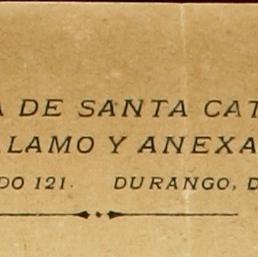 A DE SANTA CAT
LAMO Y ANEXA
DO 121. DURANGO, D